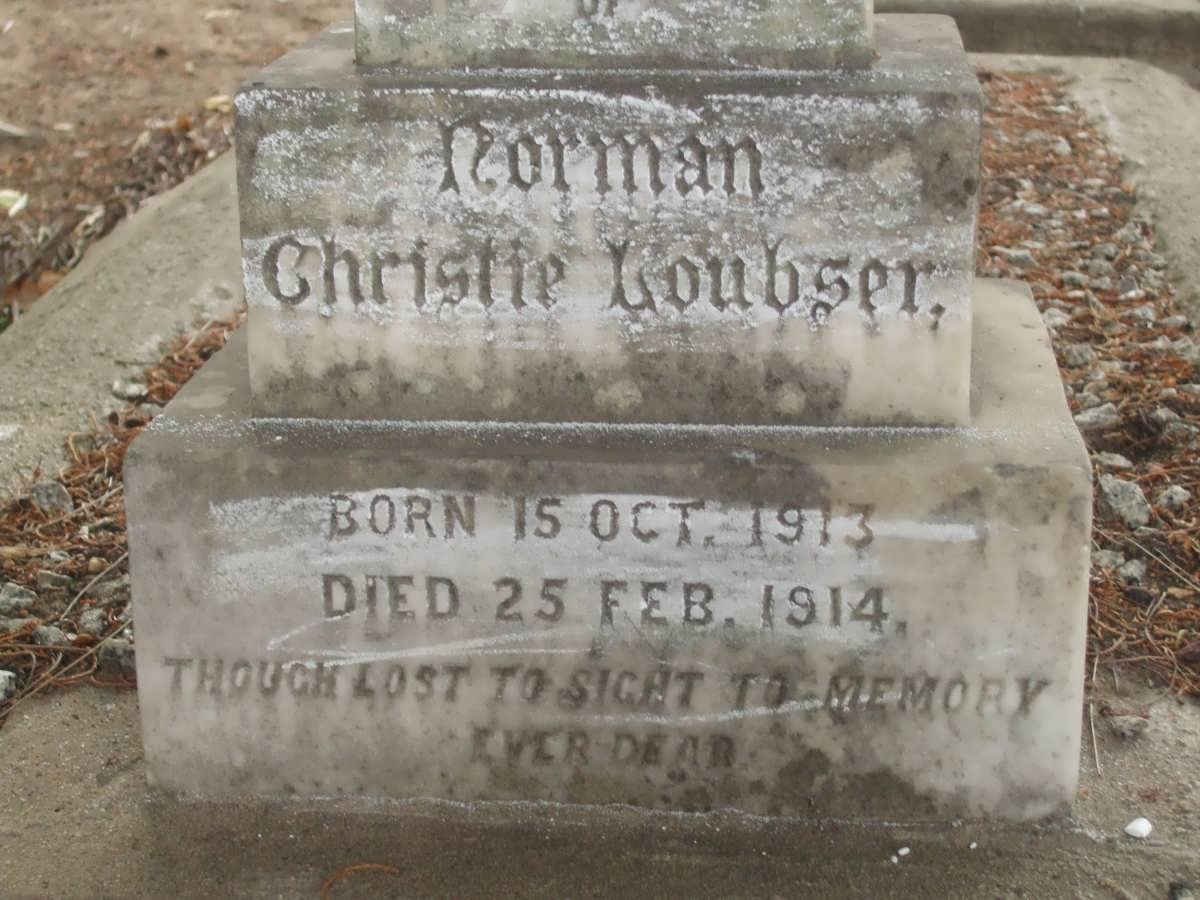 OF
Norman
Christie Loubser,
BORN 15 OCT. 1913
DIED 25 FEB. 1914.
THOUGH LOST TO SIGHT TO MEMORY
EVER DEAR